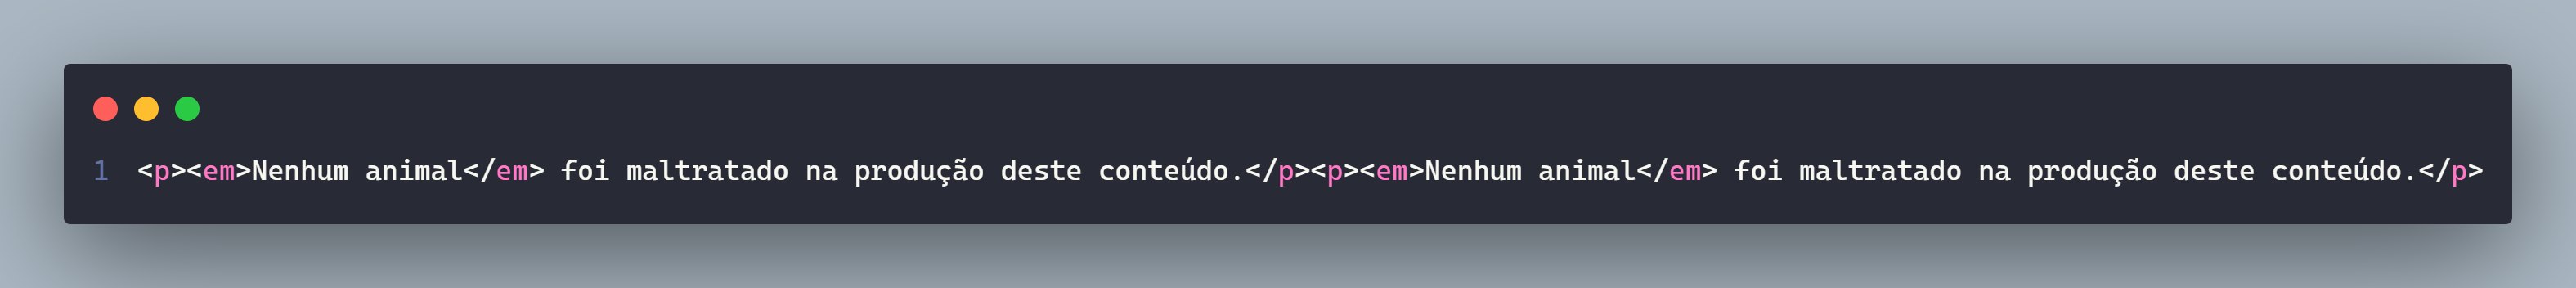 1 <p><em>Nenhum animal</em> foi maltratado na produção deste conteúdo.</p><p><em>Nenhum animal</em> foi maltratado na produção deste conteúdo.</p>